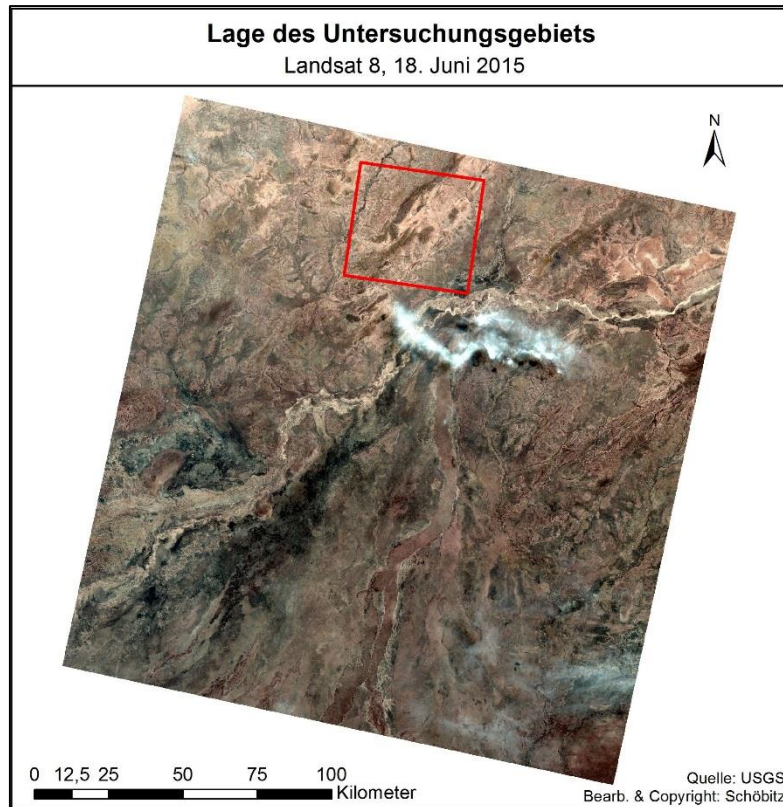 Lage des Untersuchungsgebiets
Landsat 8, 18. Juni 2015
N
0 12,5 25 50 75 100
Kilometer
Quelle: USGS
Bearb. & Copyright: Schöbitz